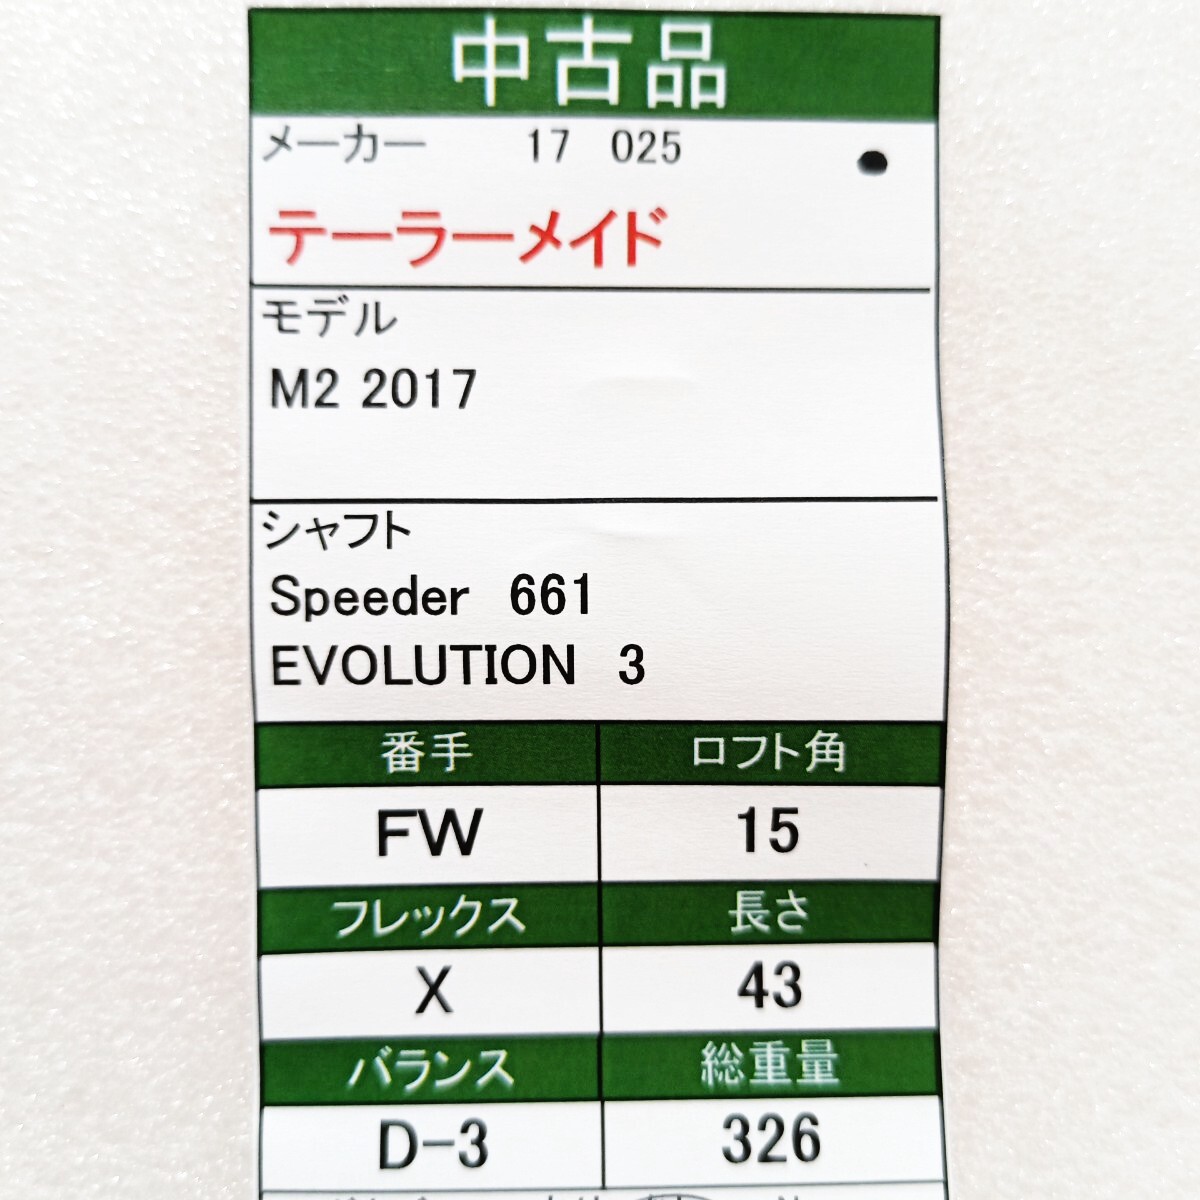 中古品
メーカー 17 025
テーラーメイド
モデル
M2 2017
シャフト
Speeder 661
EVOLUTION 3
番手 ロフト角
FW 15
フレックス 長さ
X 43
バランス 総重量
D-3 326